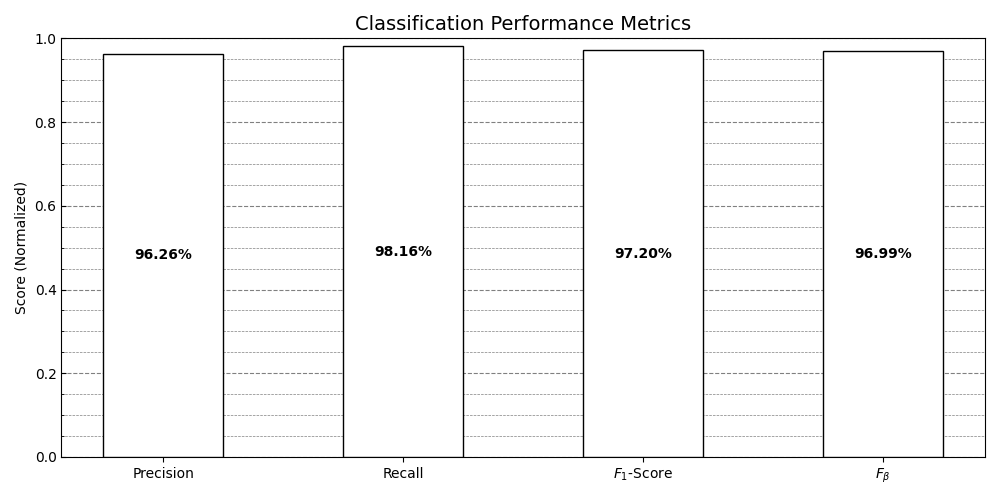 Classification Performance Metrics
Score (Normalized)
1.0
0.8
0.6
0.4
0.2
0.0
96.26%
98.16%
97.20%
96.99%
Precision
Recall
F₁-Score
Fᵦ